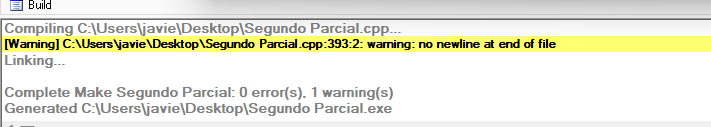 Build
Compiling C:\Users\javie\Desktop\Segundo Parcial.cpp...
[Warning] C:\Users\javie\Desktop\Segundo Parcial.cpp:393:2: warning: no newline at end of file
Linking...
Complete Make Segundo Parcial: 0 error(s), 1 warning(s)
Generated C:\Users\javie\Desktop\Segundo Parcial.exe